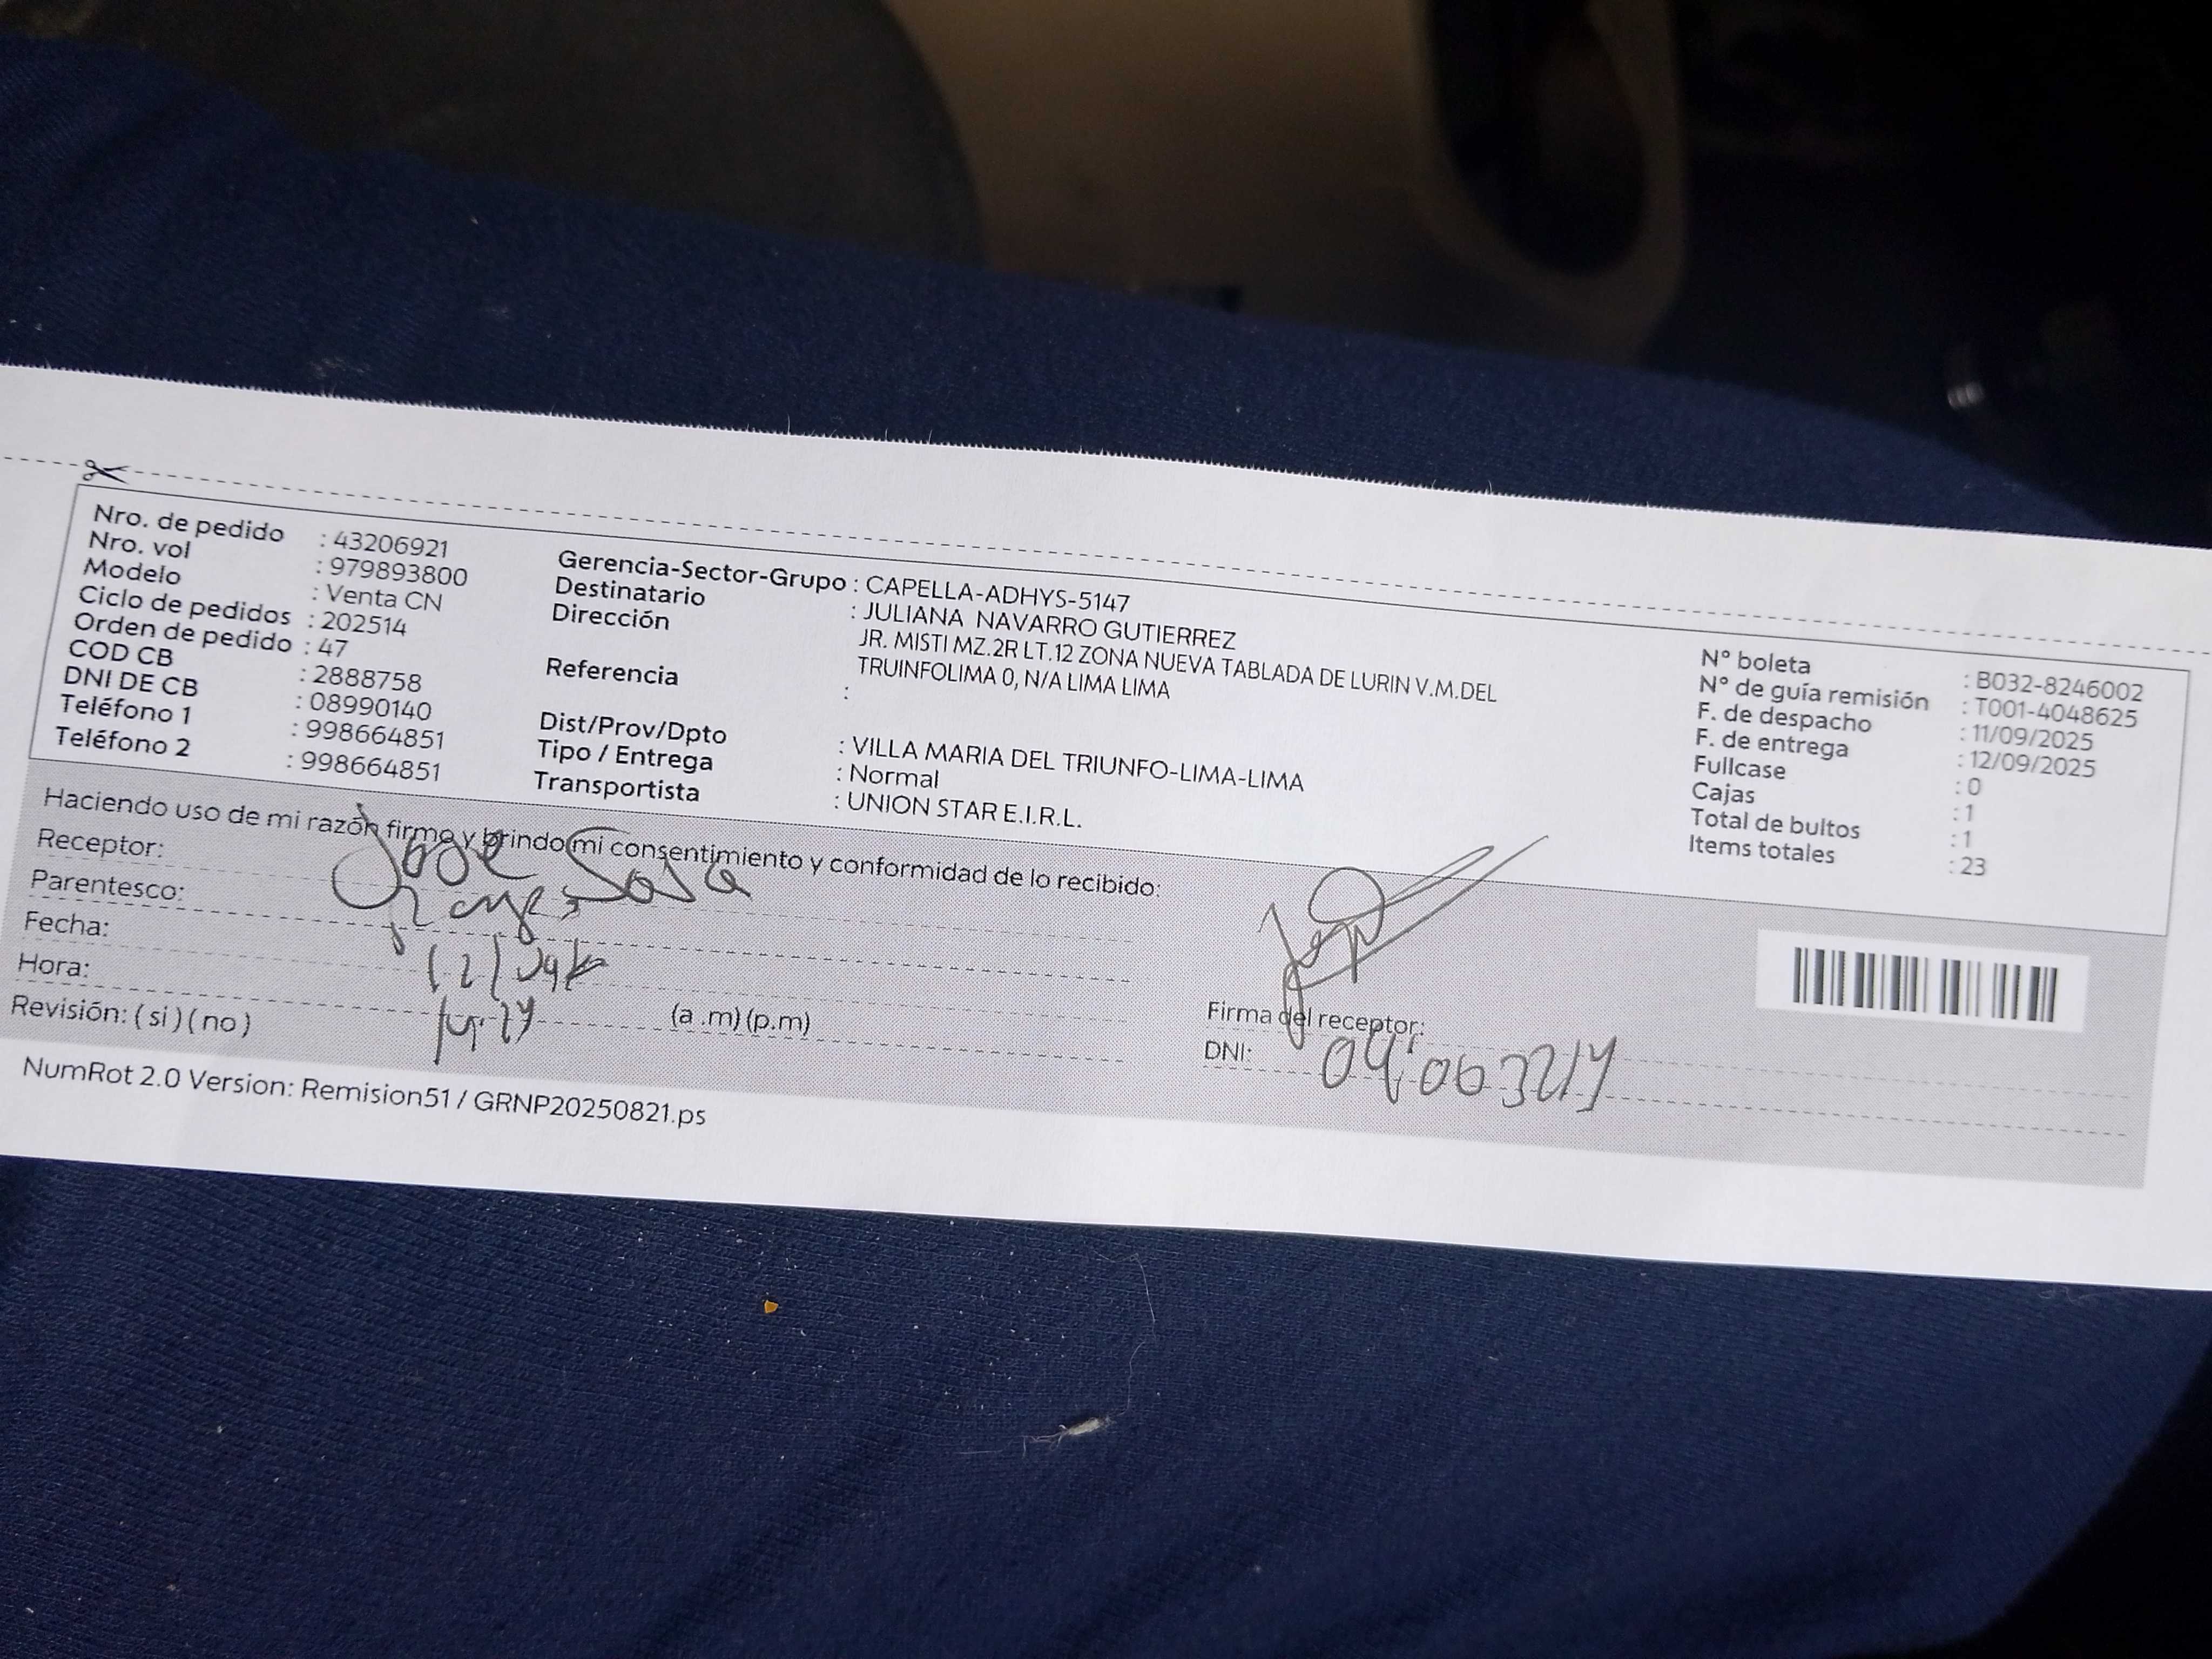 Nro. de pedido : 43206921
Nro. vol : 979893800
Modelo : Venta CN
Ciclo de pedidos : 202514
Orden de pedido : 47
COD CB : 2888758
DNI DE CB : 08990140
Teléfono 1 : 998664851
Teléfono 2 : 998664851
Gerencia-Sector-Grupo : CAPELLA-ADHYS-5147
Destinatario : JULIANA NAVARRO GUTIERREZ
Dirección JR. MISTI MZ.2R LT.12 ZONA NUEVA TABLADA DE LURIN V.M.DEL
TRUINFOLIMA 0, N/A LIMA LIMA
Referencia :
Dist/Prov/Dpto : VILLA MARIA DEL TRIUNFO-LIMA-LIMA
Tipo / Entrega : Normal
Transportista : UNION STAR E.I.R.L.
N° boleta : B032-8246002
N° de guía remisión : T001-4048625
F. de despacho : 11/09/2025
F. de entrega : 12/09/2025
Fullcase : 0
Cajas : 1
Total de bultos : 1
Items totales : 23
Haciendo uso de mi razón firmo y brindo mi consentimiento y conformidad de lo recibido:
Receptor: Jose Sosa
Parentesco:
Fecha:
Hora: (a .m) (p.m)
Revisión: ( si ) ( no )
Firma del receptor:
DNI:
NumRot 2.0 Version: Remision51 / GRNP20250821.ps